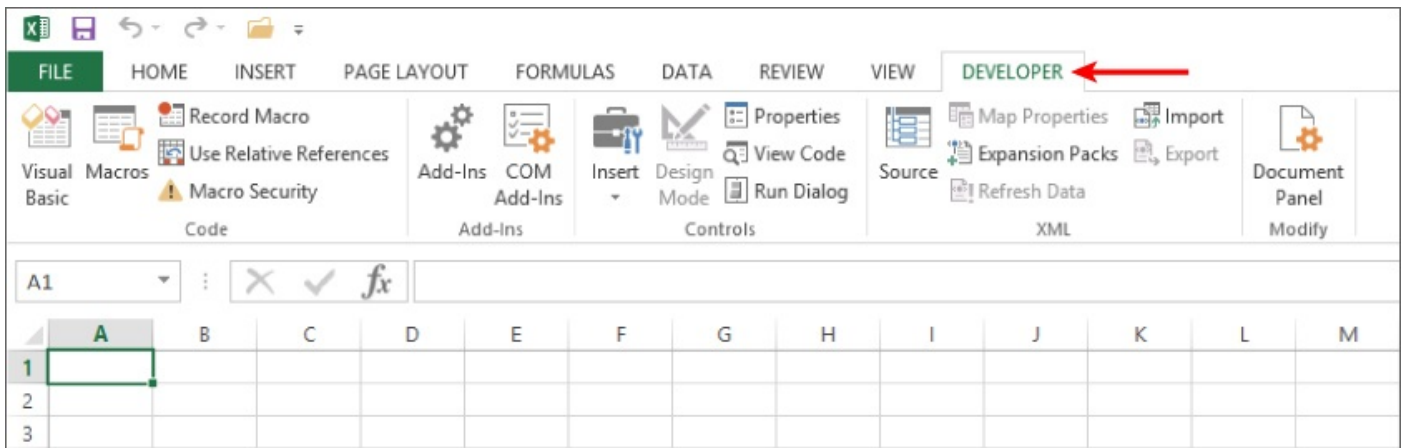 FILE HOME INSERT PAGE LAYOUT FORMULAS DATA REVIEW VIEW DEVELOPER
Visual Basic
Macros
Record Macro
Use Relative References
Macro Security
Code
Add-Ins
COM Add-Ins
Add-Ins
Insert
Design Mode
Properties
View Code
Run Dialog
Controls
Source
Map Properties
Expansion Packs
Refresh Data
Import
Export
XML
Document Panel
Modify
A1 fx
A B C D E F G H I J K L M
1
2
3